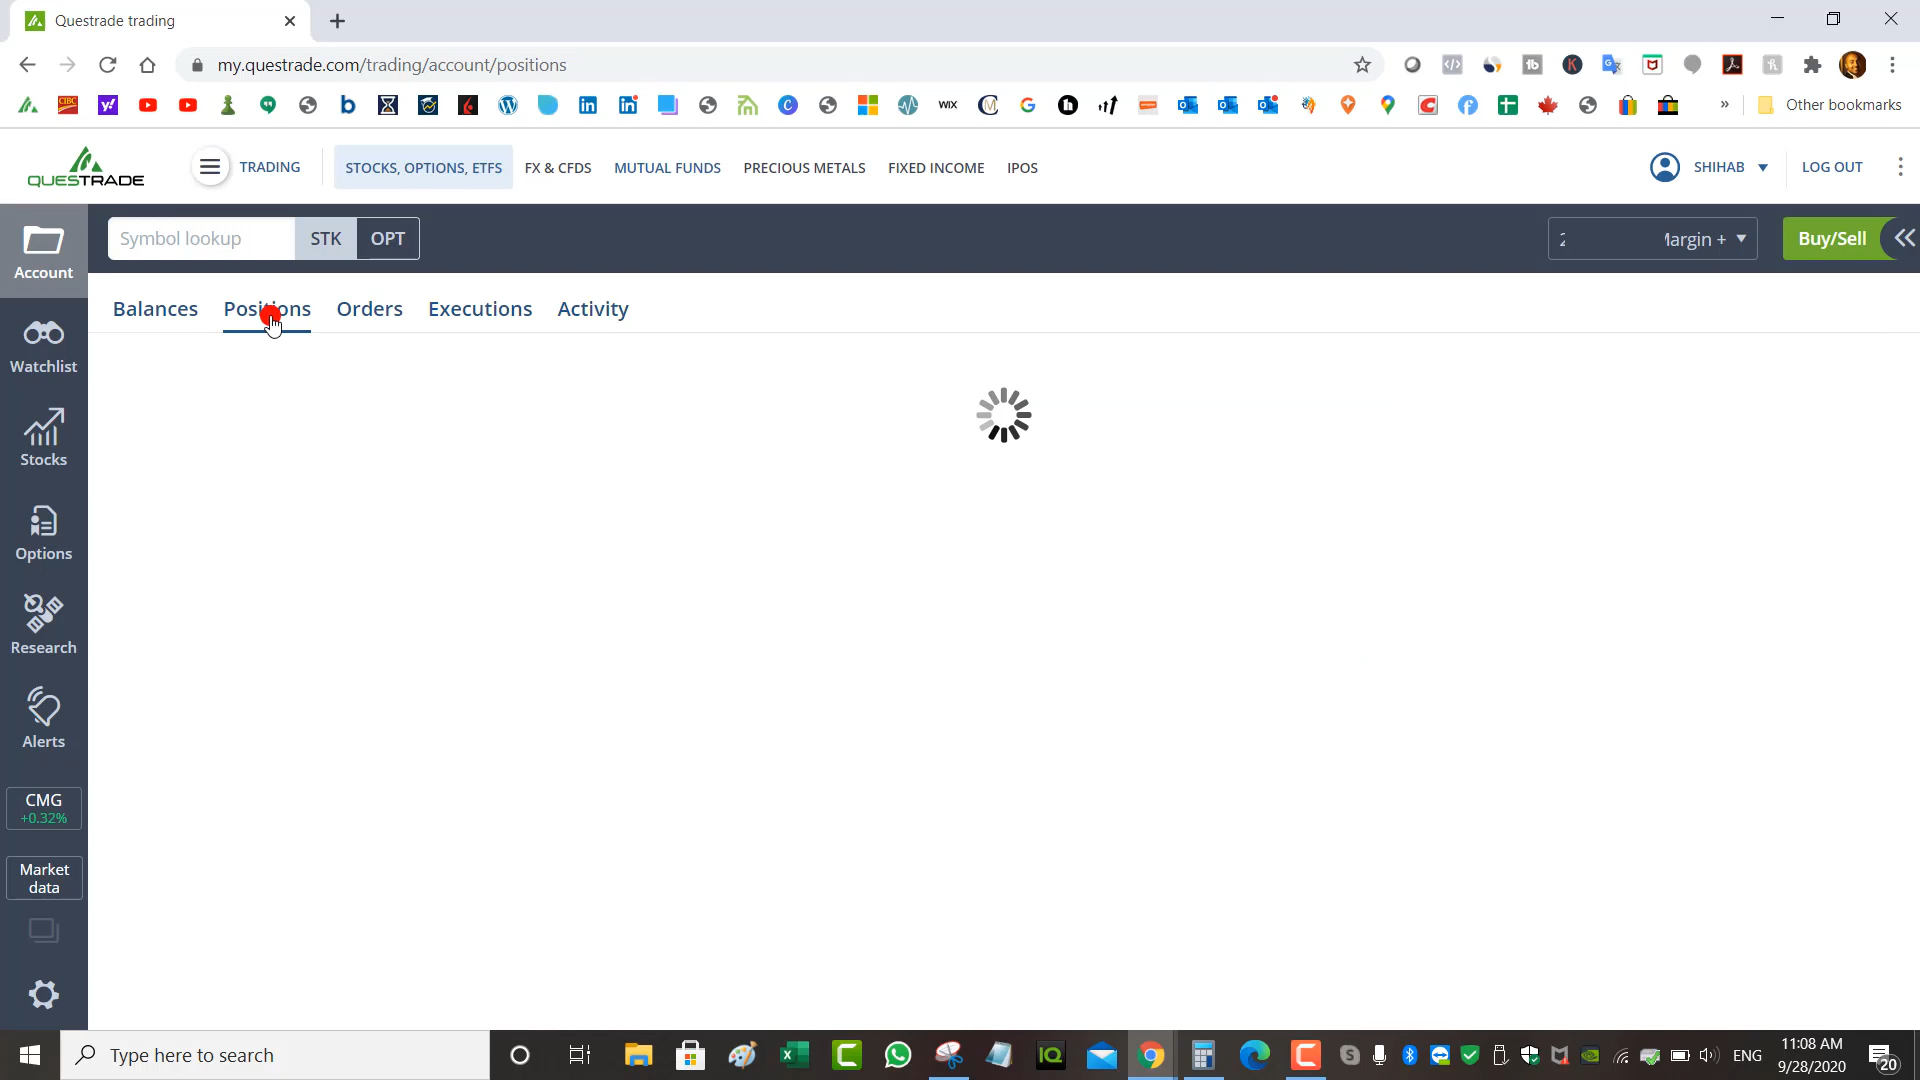 Questrade trading
my.questrade.com/trading/account/positions
Other bookmarks
QUESTRADE
TRADING
STOCKS, OPTIONS, ETFS
FX & CFDS
MUTUAL FUNDS
PRECIOUS METALS
FIXED INCOME
IPOS
SHIHAB
LOG OUT
Symbol lookup
STK
OPT
Margin +
Buy/Sell
Account
Balances
Positions
Orders
Executions
Activity
Watchlist
Stocks
Options
Research
Alerts
CMG
+0.32%
Market
data
Type here to search
ENG
11:08 AM
9/28/2020
20